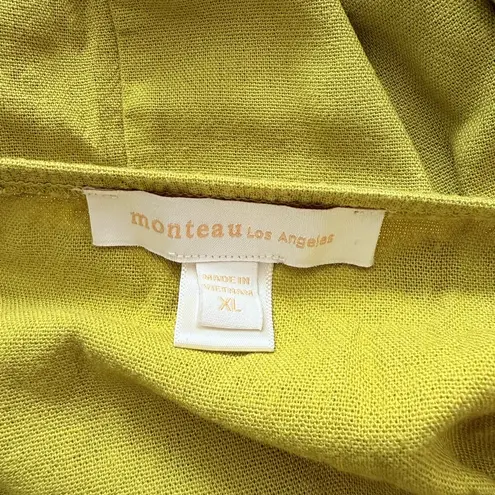 monteau Los Angeles
MADE IN
VIETNAM
XL